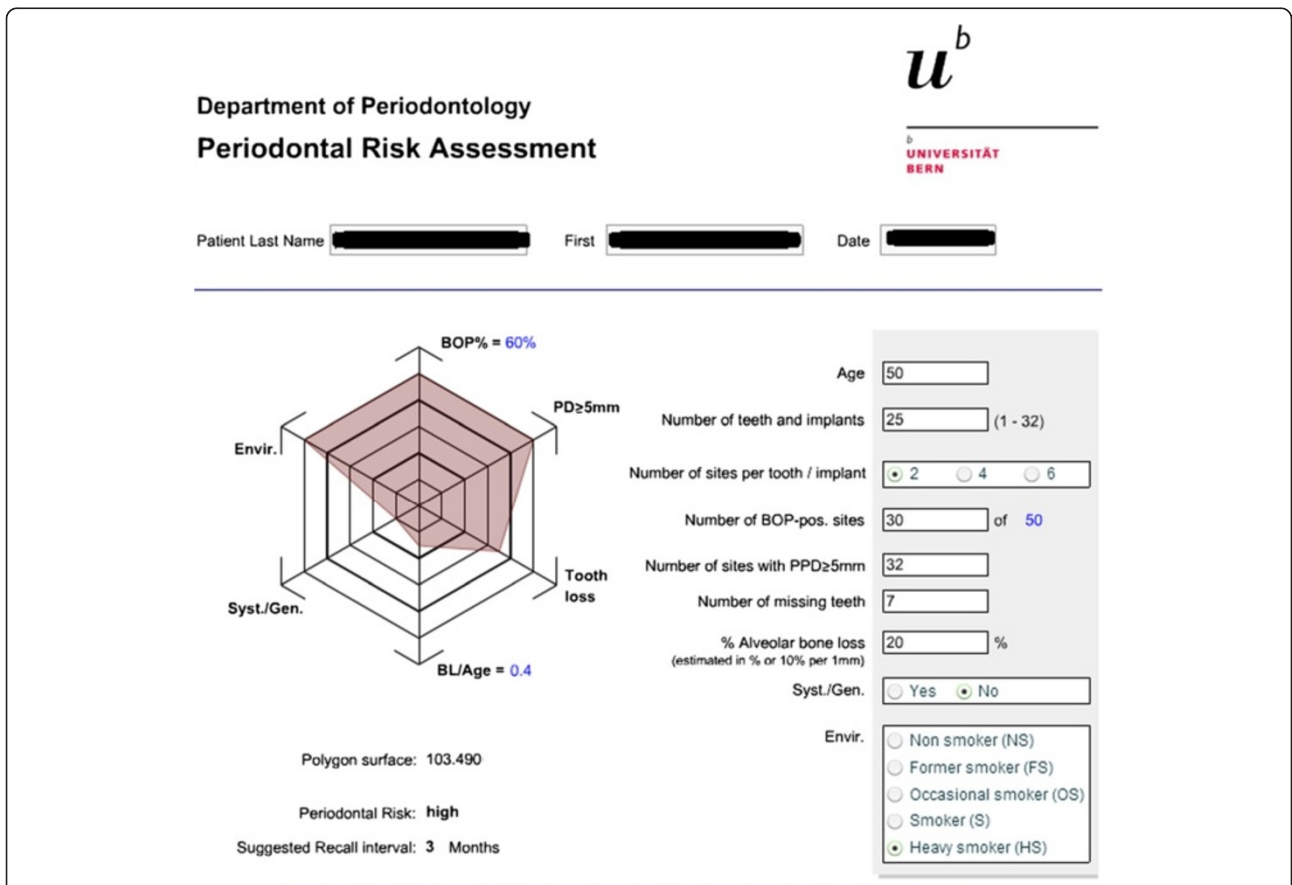 u b
Department of Periodontology
Periodontal Risk Assessment
b
UNIVERSITÄT
BERN
Patient Last Name First Date
BOP% = 60%
PD≥5mm
Envir.
Tooth
loss
Syst./Gen.
BL/Age = 0.4
Polygon surface: 103.490
Periodontal Risk: high
Suggested Recall interval: 3 Months
Age 50
Number of teeth and implants 25 (1 - 32)
Number of sites per tooth / implant 2 4 6
Number of BOP-pos. sites 30 of 50
Number of sites with PPD≥5mm 32
Number of missing teeth 7
% Alveolar bone loss 20 %
(estimated in % or 10% per 1mm)
Syst./Gen. Yes No
Envir. Non smoker (NS)
Former smoker (FS)
Occasional smoker (OS)
Smoker (S)
Heavy smoker (HS)